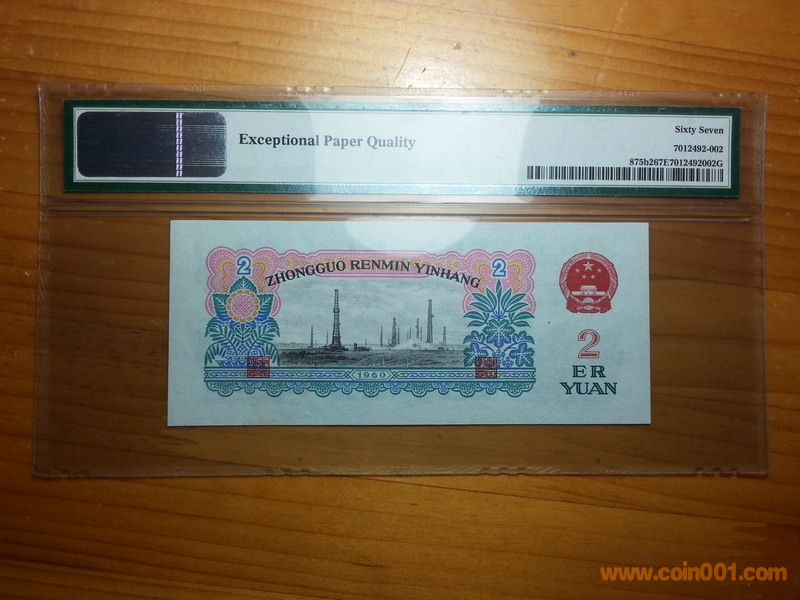 Exceptional Paper Quality
Sixty Seven
7012492-002
875b267E7012492002G
2
ZHONGGUO RENMIN YINHANG
2
1960
2
ER
YUAN
www.coin001.com